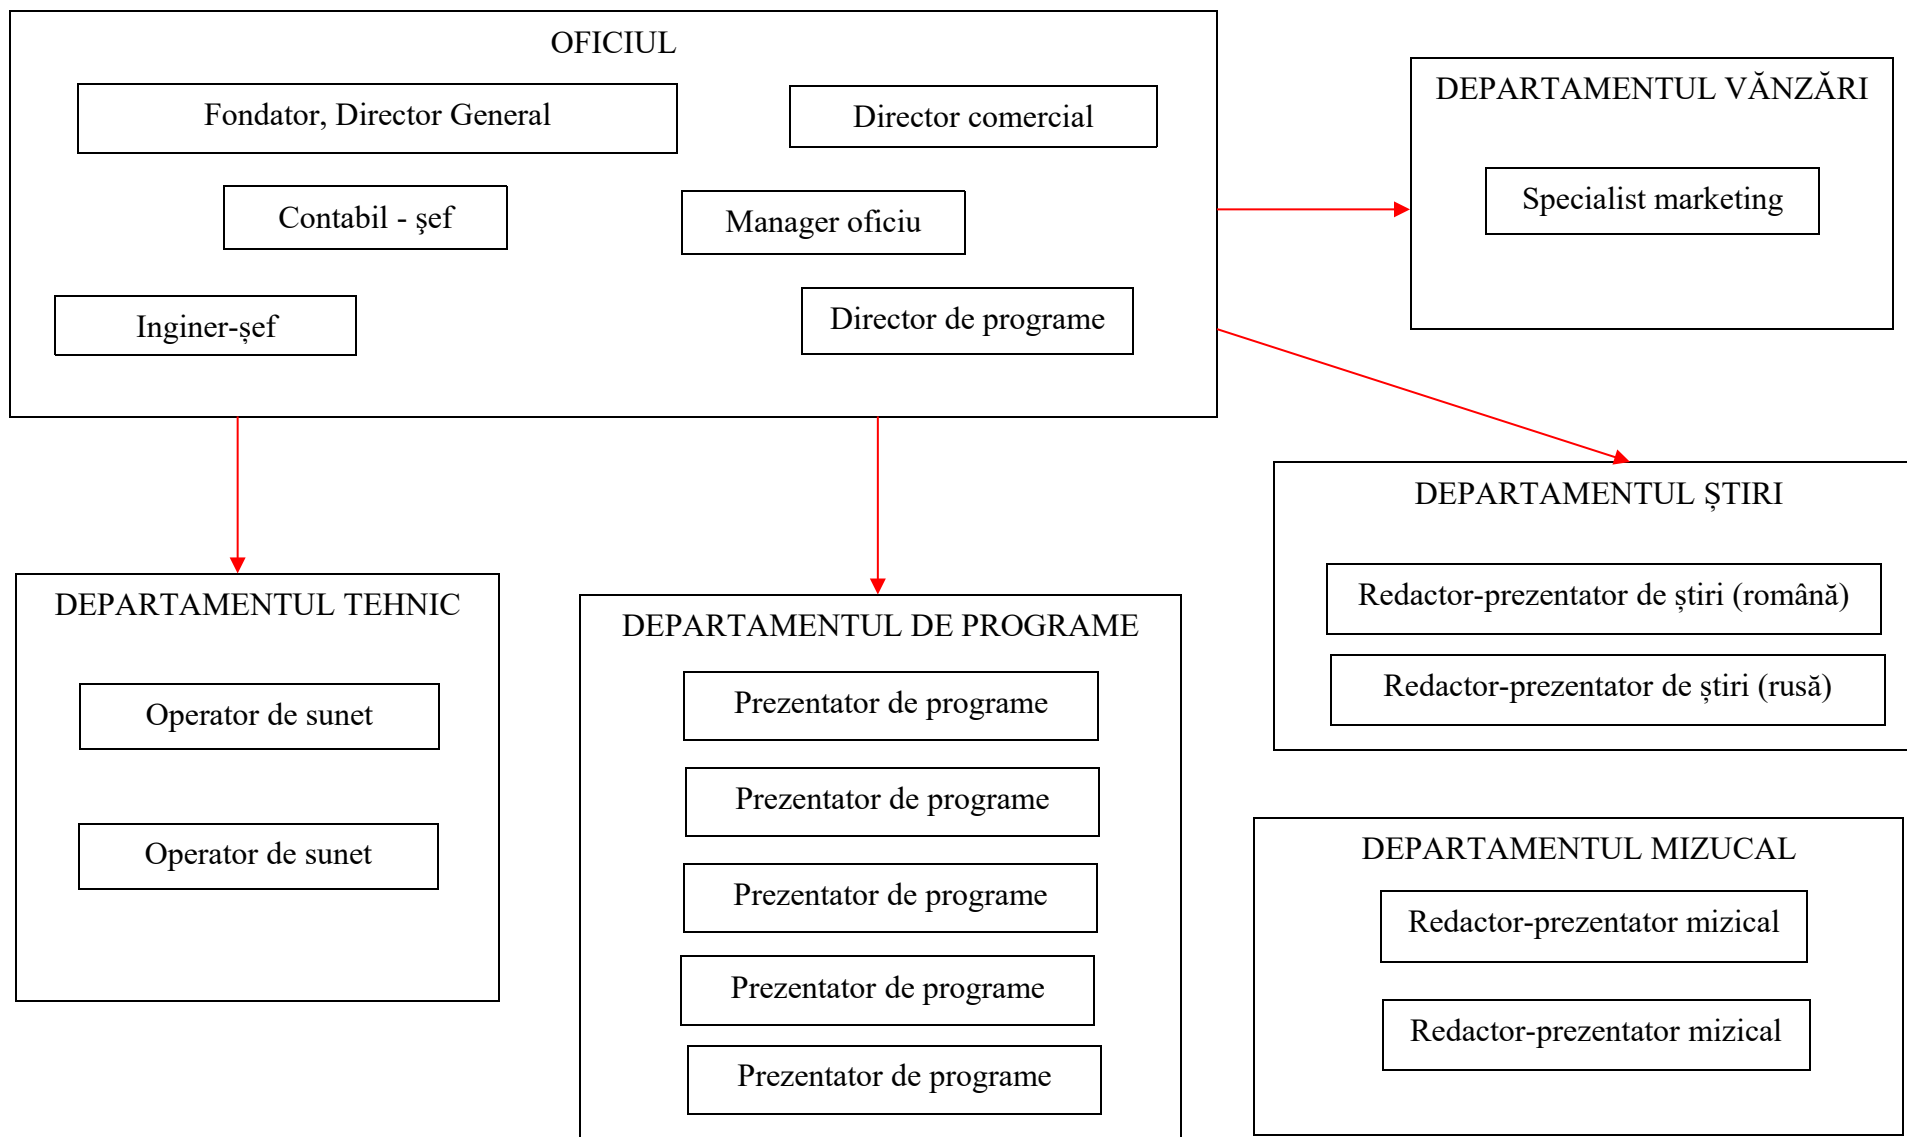 OFICIUL
Fondator, Director General
Director comercial
Contabil - şef
Manager oficiu
Inginer-șef
Director de programe
DEPARTAMENTUL VĂNZĂRI
Specialist marketing
DEPARTAMENTUL TEHNIC
Operator de sunet
Operator de sunet
DEPARTAMENTUL DE PROGRAME
Prezentator de programe
Prezentator de programe
Prezentator de programe
Prezentator de programe
Prezentator de programe
DEPARTAMENTUL ȘTIRI
Redactor-prezentator de știri (română)
Redactor-prezentator de știri (rusă)
DEPARTAMENTUL MIZUCAL
Redactor-prezentator mizical
Redactor-prezentator mizical